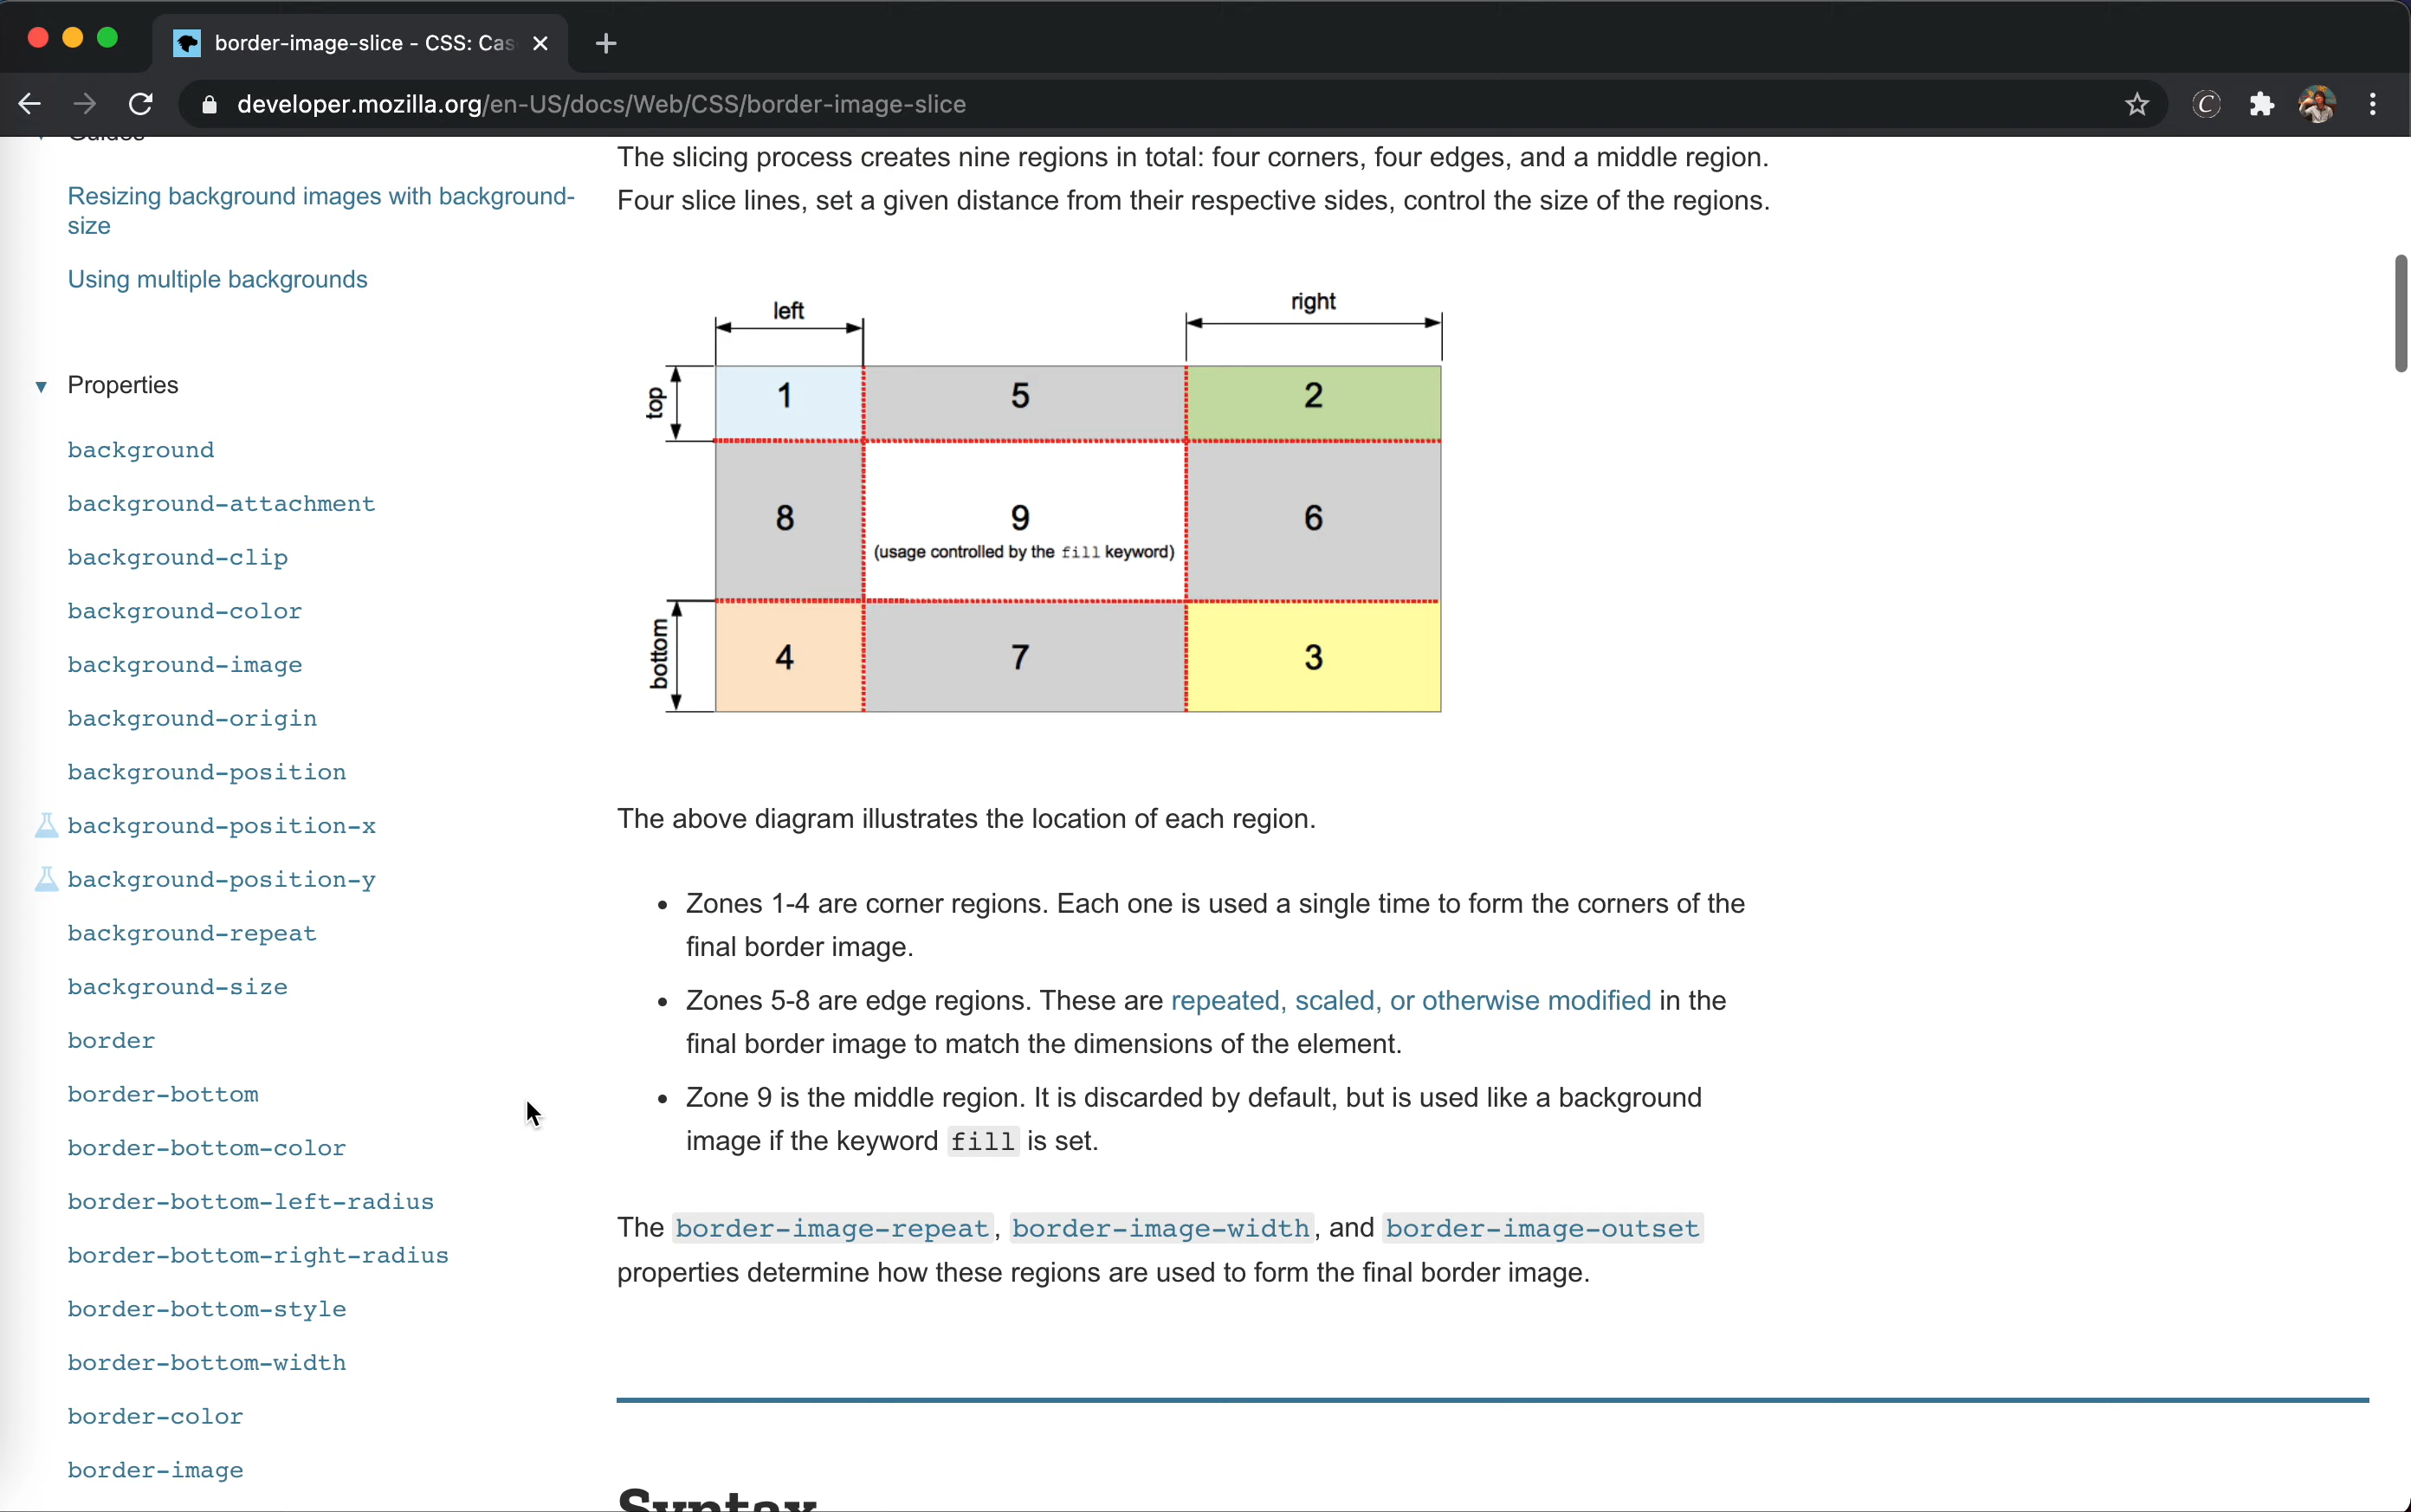 border-image-slice - CSS: Cas
developer.mozilla.org/en-US/docs/Web/CSS/border-image-slice
Guides
Resizing background images with background-
size
Using multiple backgrounds
Properties
background
background-attachment
background-clip
background-color
background-image
background-origin
background-position
background-position-x
background-position-y
background-repeat
background-size
border
border-bottom
border-bottom-color
border-bottom-left-radius
border-bottom-right-radius
border-bottom-style
border-bottom-width
border-color
border-image
The slicing process creates nine regions in total: four corners, four edges, and a middle region.
Four slice lines, set a given distance from their respective sides, control the size of the regions.
left
right
top
1 5 2
8 9 6
(usage controlled by the fill keyword)
bottom
4 7 3
The above diagram illustrates the location of each region.
• Zones 1-4 are corner regions. Each one is used a single time to form the corners of the
final border image.
• Zones 5-8 are edge regions. These are repeated, scaled, or otherwise modified in the
final border image to match the dimensions of the element.
• Zone 9 is the middle region. It is discarded by default, but is used like a background
image if the keyword fill is set.
The border-image-repeat, border-image-width, and border-image-outset
properties determine how these regions are used to form the final border image.
Syntax